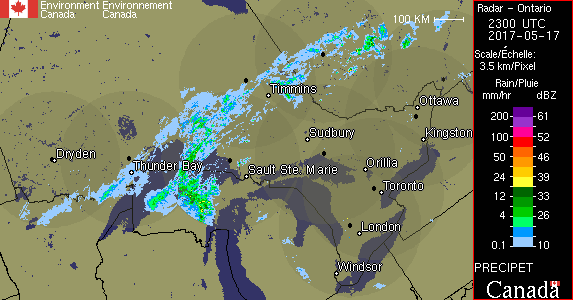 Environment Environnement
Canada Canada
100 KM
Timmins
Ottawa
Sudbury
Kingston
Dryden
Thunder Bay
Sault Ste. Marie
Orillia
Toronto
London
Windsor
Radar - Ontario
2300 UTC
2017-05-17
Scale/Échelle:
3.5 km/Pixel
Rain/Pluie
mm/hr dBZ
200 61
100 52
50 46
24 39
12 33
4 26
0.1 10
PRECIPET
Canada